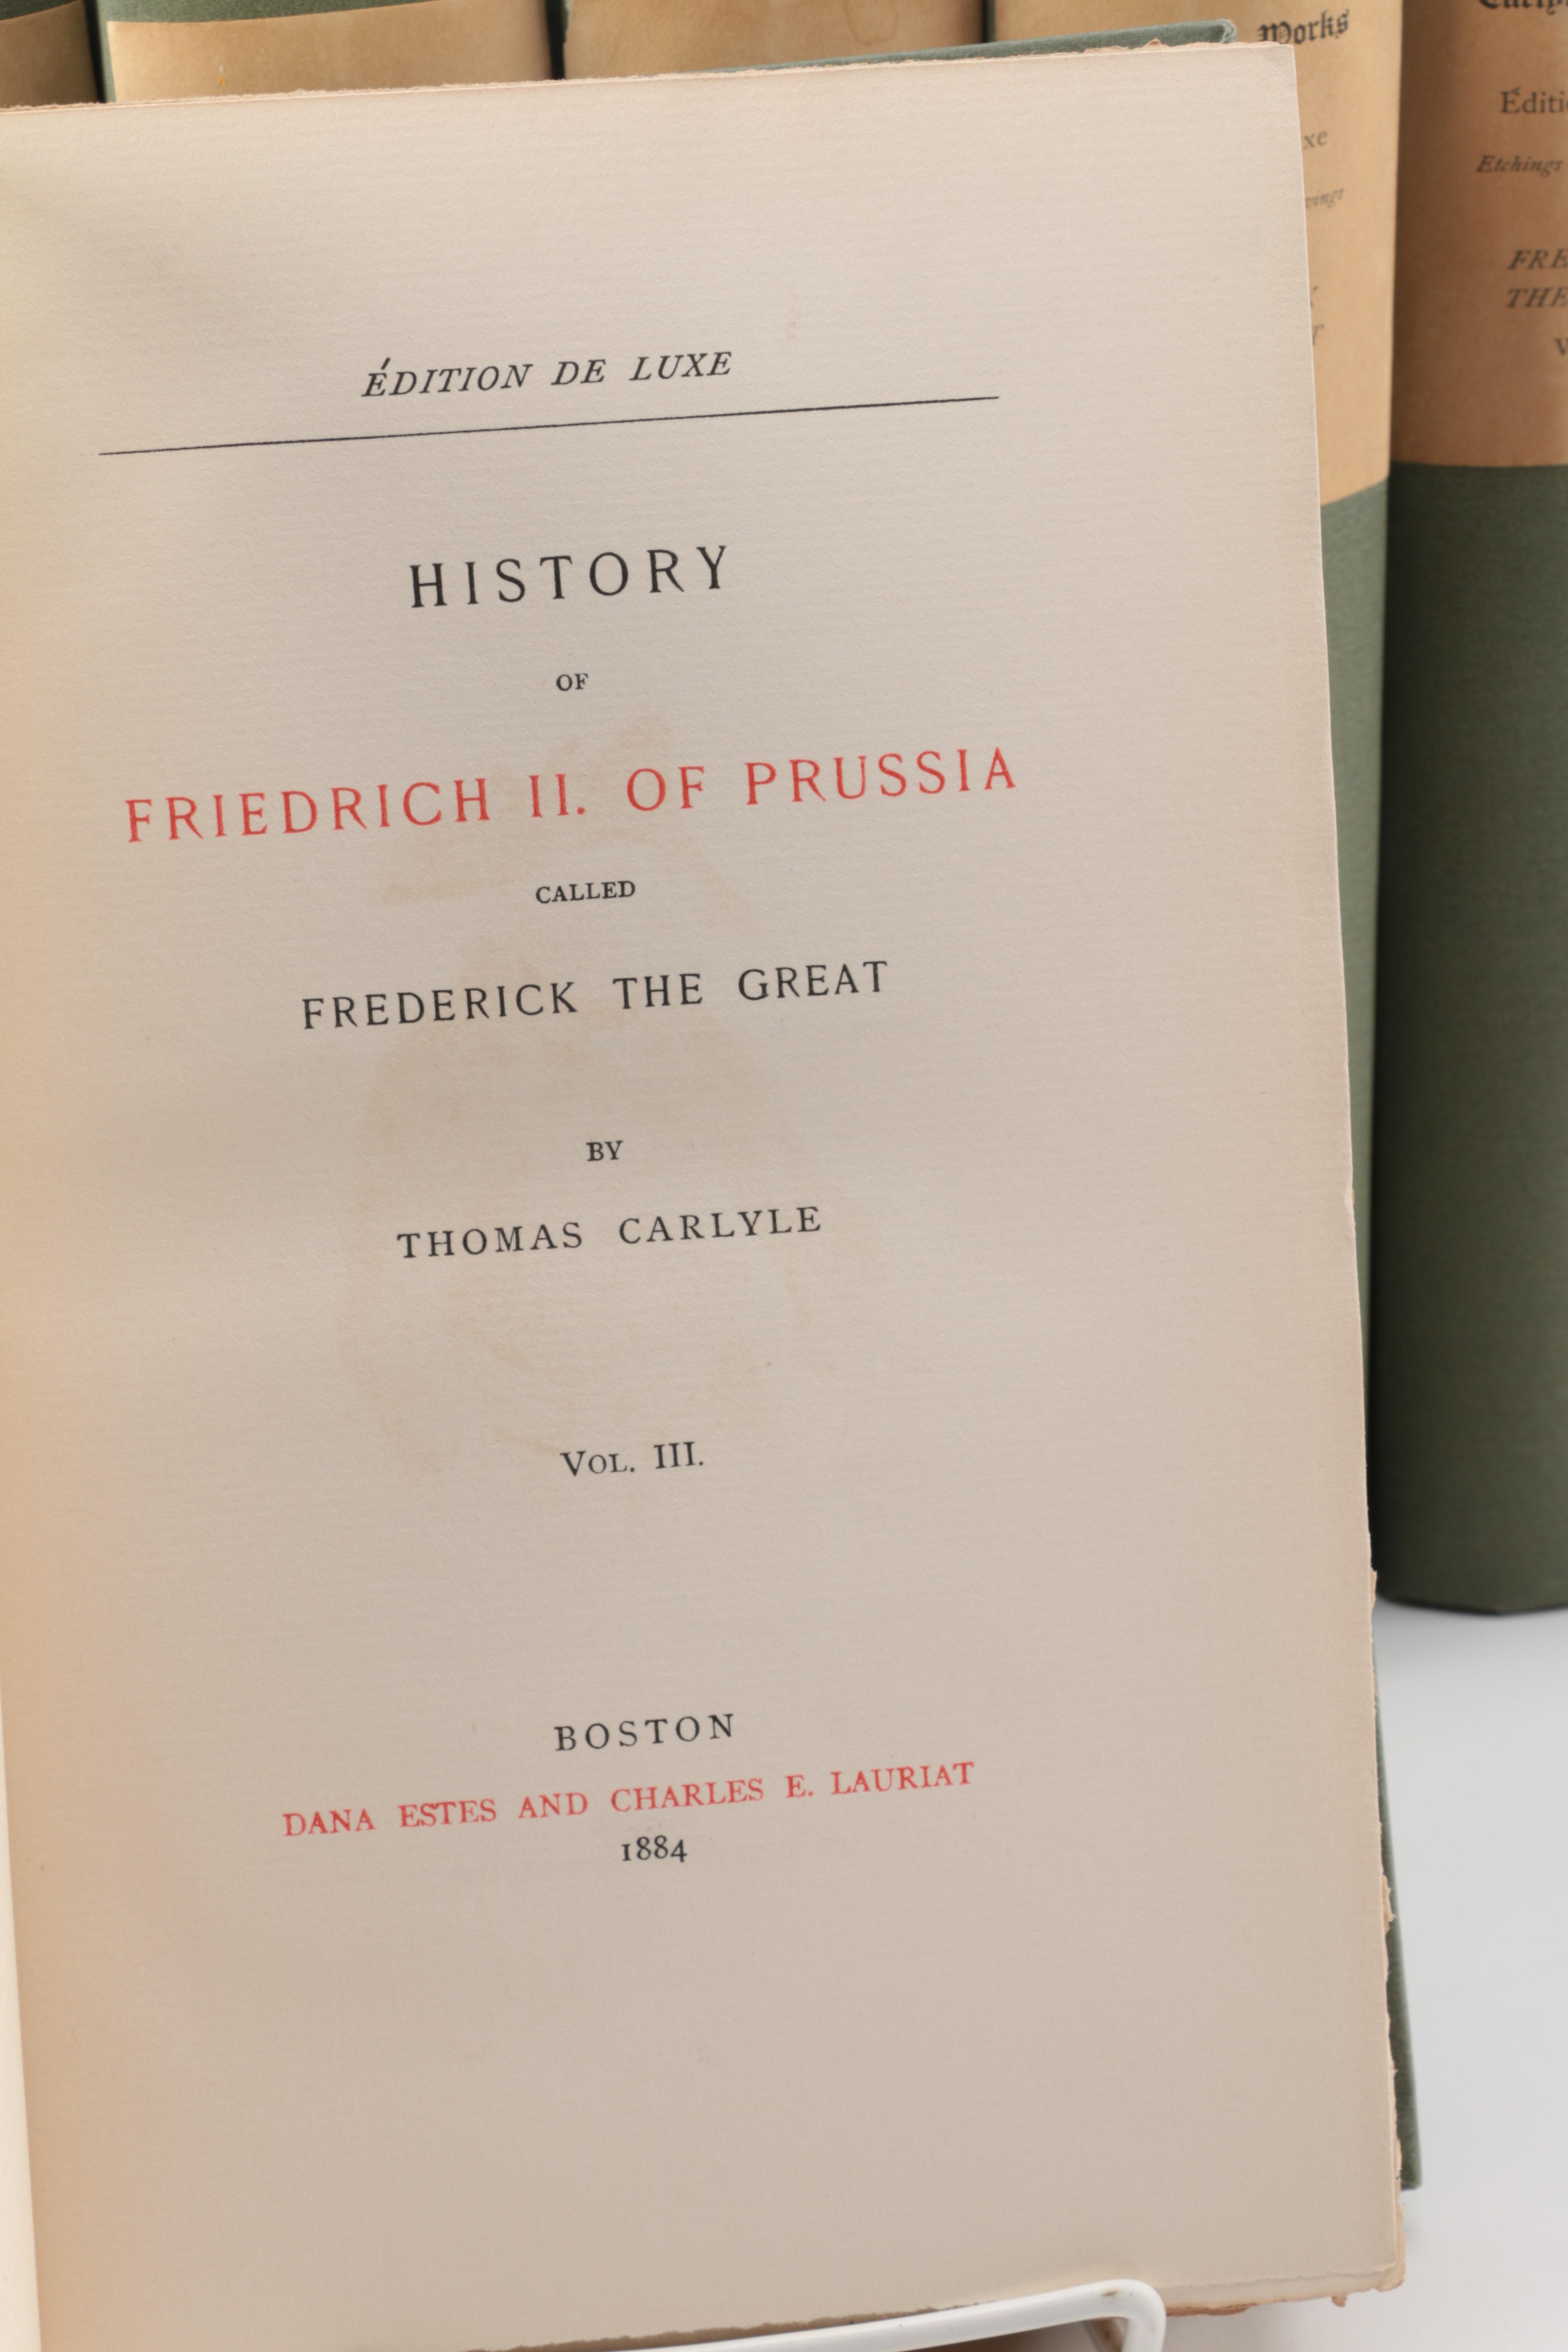 ÉDITION DE LUXE
HISTORY
OF
FRIEDRICH II. OF PRUSSIA
CALLED
FREDERICK THE GREAT
BY
THOMAS CARLYLE
VOL. III.
BOSTON
DANA ESTES AND CHARLES E. LAURIAT
1884
Works
Etchings